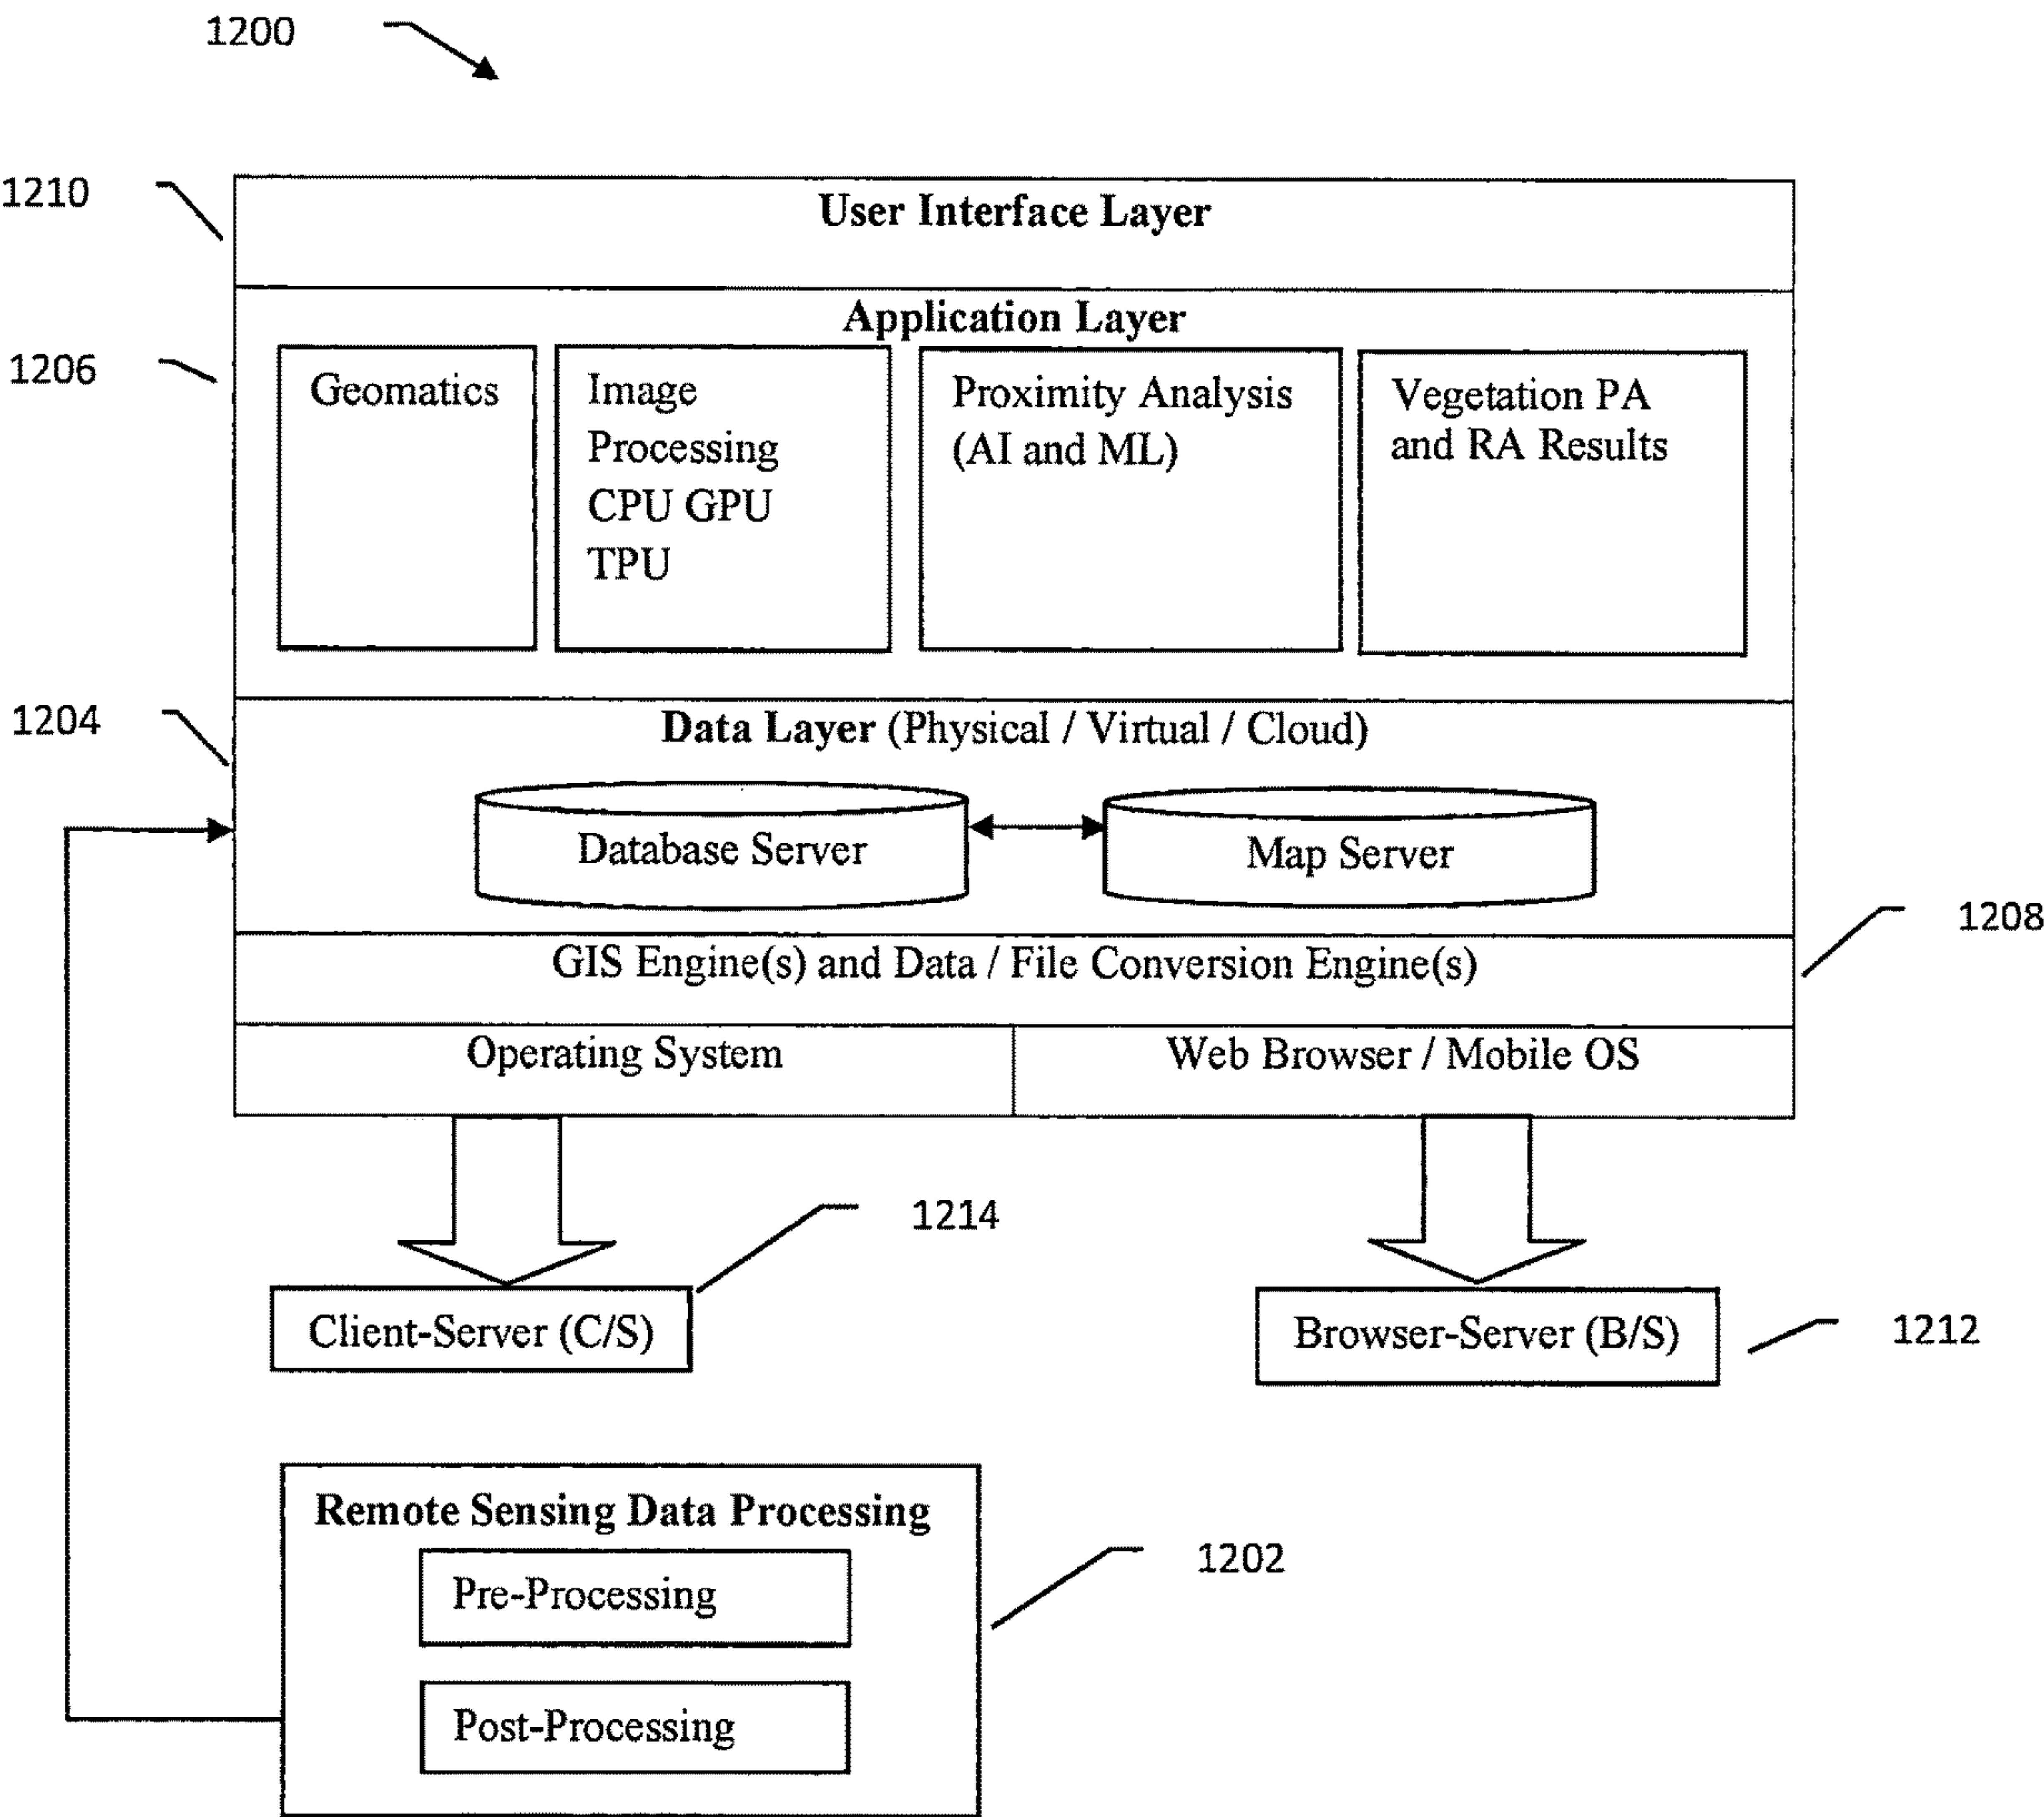 1200
1210
User Interface Layer
Application Layer
1206
Geomatics
Image
Processing
CPU GPU
TPU
Proximity Analysis
(AI and ML)
Vegetation PA
and RA Results
1204
Data Layer (Physical / Virtual / Cloud)
Database Server
Map Server
1208
GIS Engine(s) and Data / File Conversion Engine(s)
Operating System
Web Browser / Mobile OS
1214
Client-Server (C/S)
Browser-Server (B/S)
1212
Remote Sensing Data Processing
1202
Pre-Processing
Post-Processing